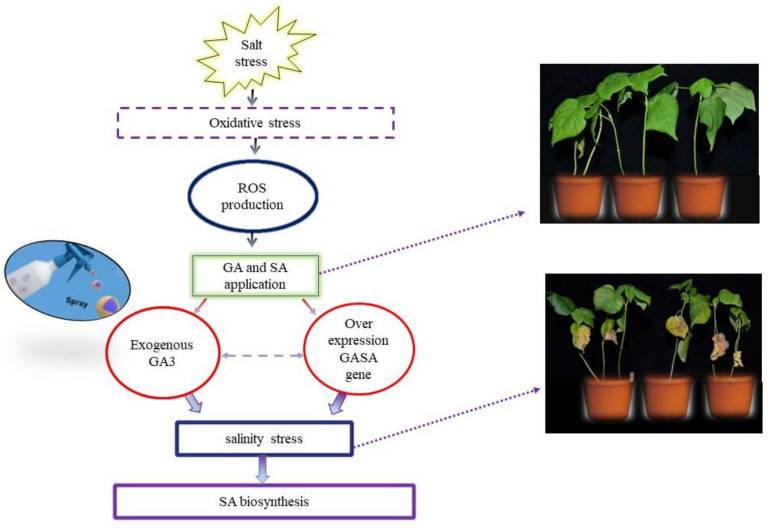 Salt
stress
Oxidative stress
ROS
production
GA and SA
application
Spray
Exogenous
GA3
Over
expression
GASA
gene
salinity stress
SA biosynthesis